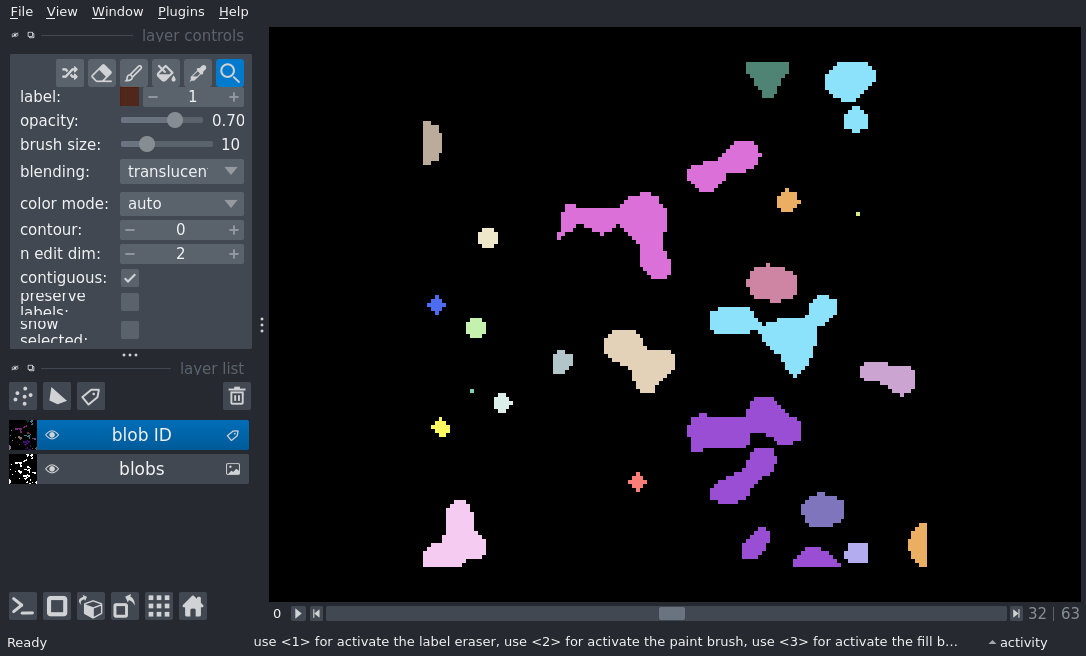 File View Window Plugins Help
layer controls
label: 1
opacity: 0.70
brush size: 10
blending: translucen
color mode: auto
contour: 0
n edit dim: 2
contiguous:
preserve
labels:
show
selected:
layer list
blob ID
blobs
0 32 63
Ready use <1> for activate the label eraser, use <2> for activate the paint brush, use <3> for activate the fill b... activity